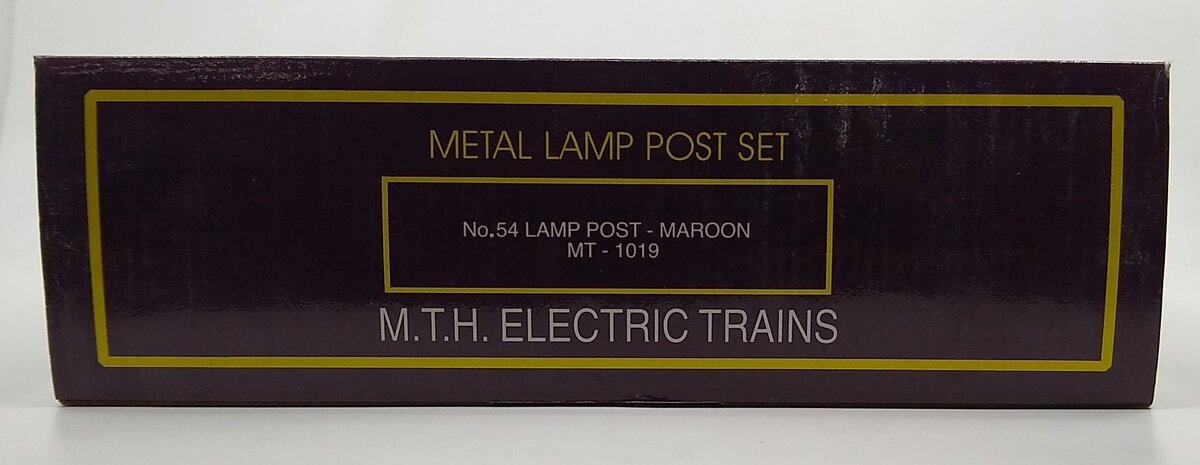 METAL LAMP POST SET
No.54 LAMP POST - MAROON
MT - 1019
M.T.H. ELECTRIC TRAINS